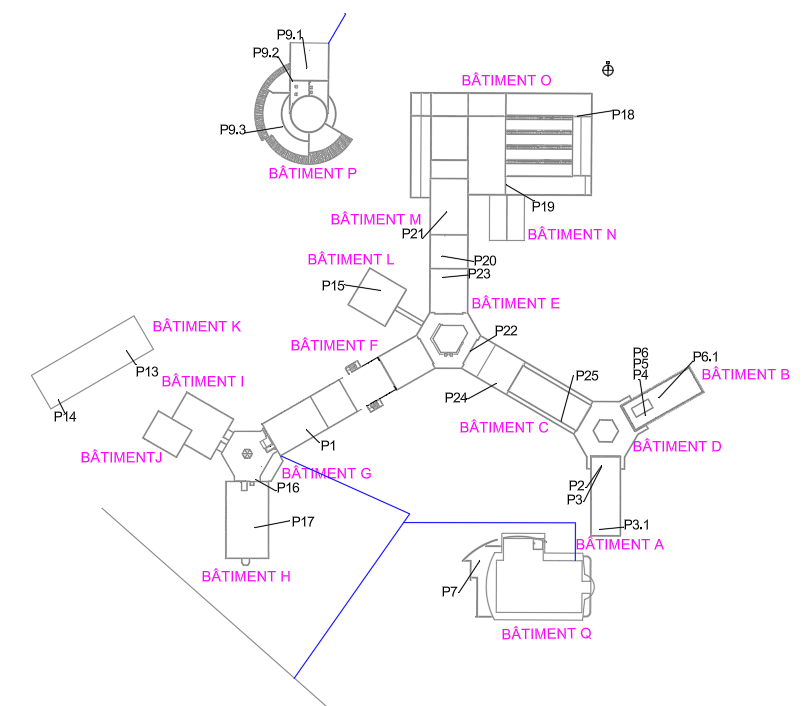 P9.1
P9.2
BÂTIMENT O
P18
P9.3
BÂTIMENT P
P19
BÂTIMENT M
P21
BÂTIMENT N
BÂTIMENT L
P20
P23
P15
BÂTIMENT E
BÂTIMENT K
P22
BÂTIMENT F
P6
P5
P4
P6.1
P13
BÂTIMENT B
BÂTIMENT I
P25
P14
P24
BÂTIMENT C
P1
BÂTIMENT D
BÂTIMENTJ
BÂTIMENT G
P16
P2
P3
P17
P3.1
BÂTIMENT A
BÂTIMENT H
P7
BÂTIMENT Q